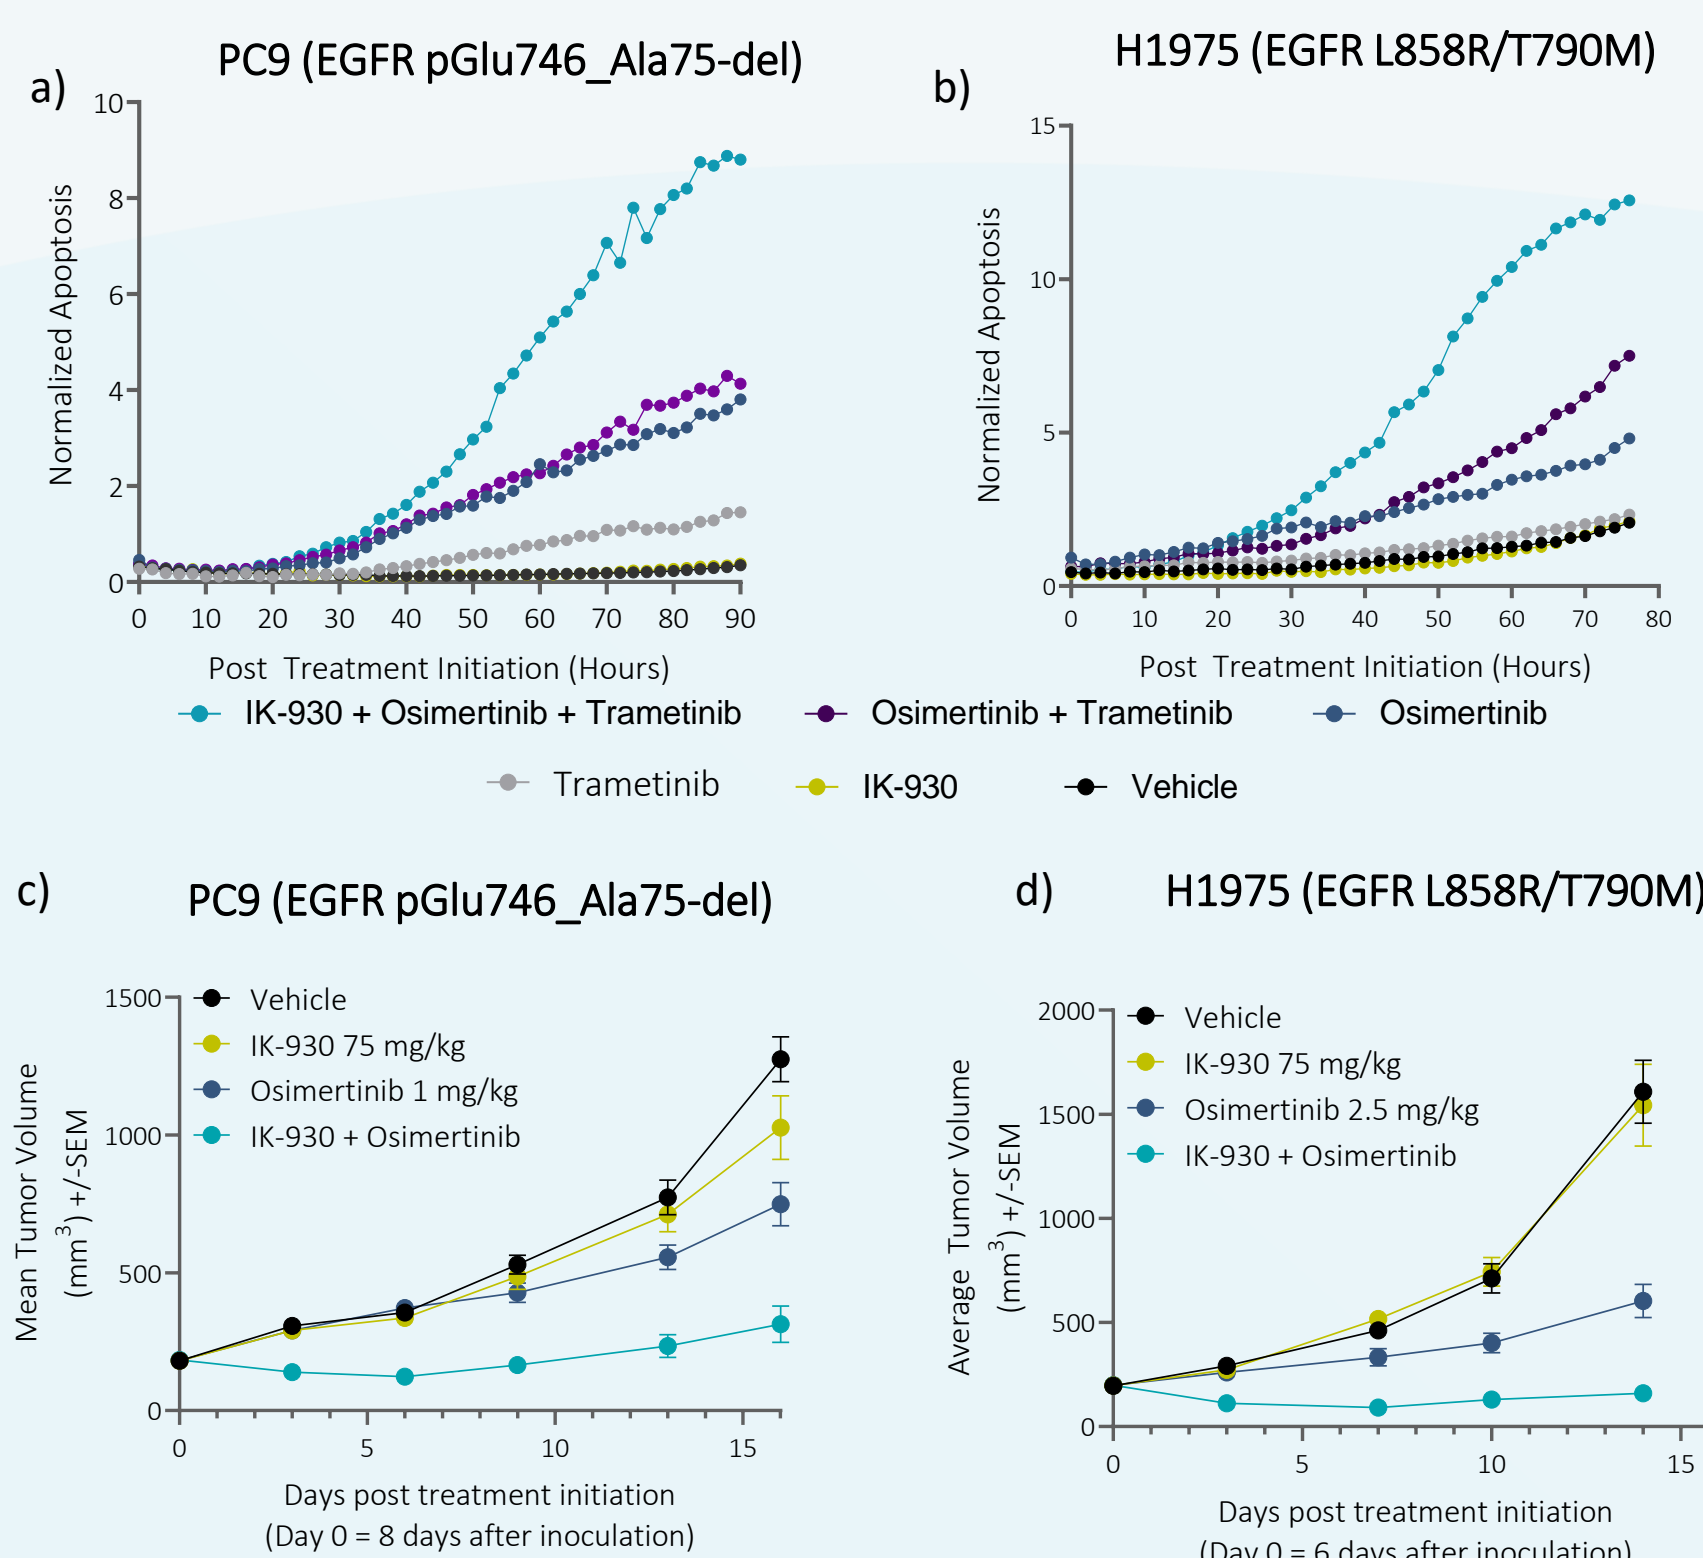 PC9 (EGFR pGlu746_Ala75-del)
a)
10
8
6
4
2
0
Normalized Apoptosis
0 10 20 30 40 50 60 70 80 90
Post Treatment Initiation (Hours)
H1975 (EGFR L858R/T790M)
b)
15
10
5
0
Normalized Apoptosis
0 10 20 30 40 50 60 70 80
Post Treatment Initiation (Hours)
IK-930 + Osimertinib + Trametinib
Osimertinib + Trametinib
Osimertinib
Trametinib
IK-930
Vehicle
c)
PC9 (EGFR pGlu746_Ala75-del)
1500
1000
500
0
Mean Tumor Volume
(mm3) +/-SEM
Vehicle
IK-930 75 mg/kg
Osimertinib 1 mg/kg
IK-930 + Osimertinib
0 5 10 15
Days post treatment initiation
(Day 0 = 8 days after inoculation)
d)
H1975 (EGFR L858R/T790M)
2000
1500
1000
500
0
Average Tumor Volume
(mm3) +/-SEM
Vehicle
IK-930 75 mg/kg
Osimertinib 2.5 mg/kg
IK-930 + Osimertinib
0 5 10 15
Days post treatment initiation
(Day 0 = 6 days after inoculation)